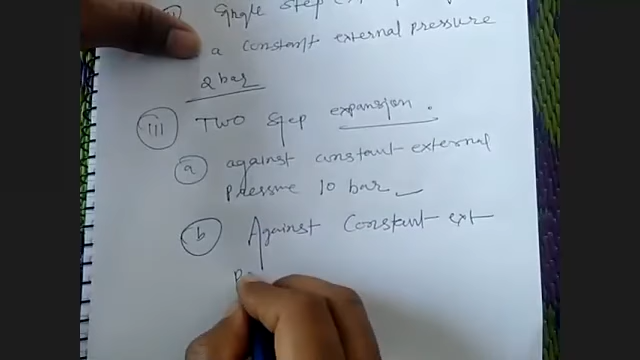 Single step
a constant external pressure
2 bar
(iii) TWO step expansion.
(a) against constant external
pressure 10 bar
(b) Against Constant ext
P